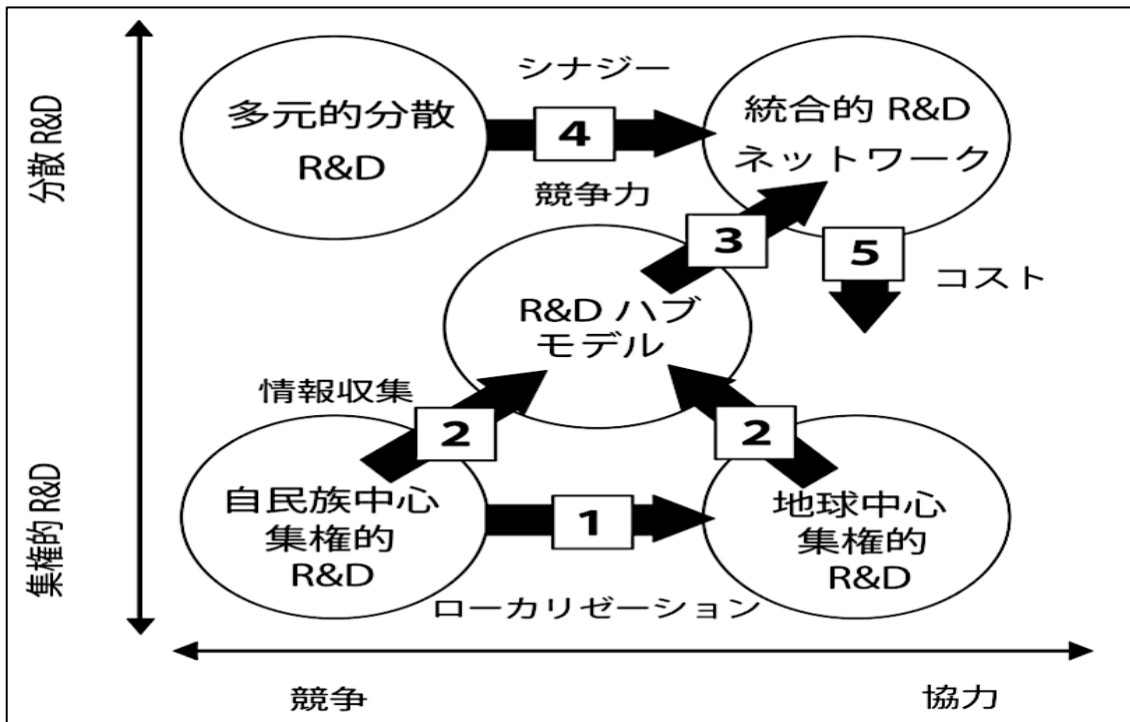 分散 R&D
集権的 R&D
多元的分散
R&D
シナジー
4
競争力
統合的 R&D
ネットワーク
3
5
コスト
R&D ハブ
モデル
情報収集
2
2
自民族中心
集権的
R&D
1
ローカリゼーション
地球中心
集権的
R&D
競争
協力